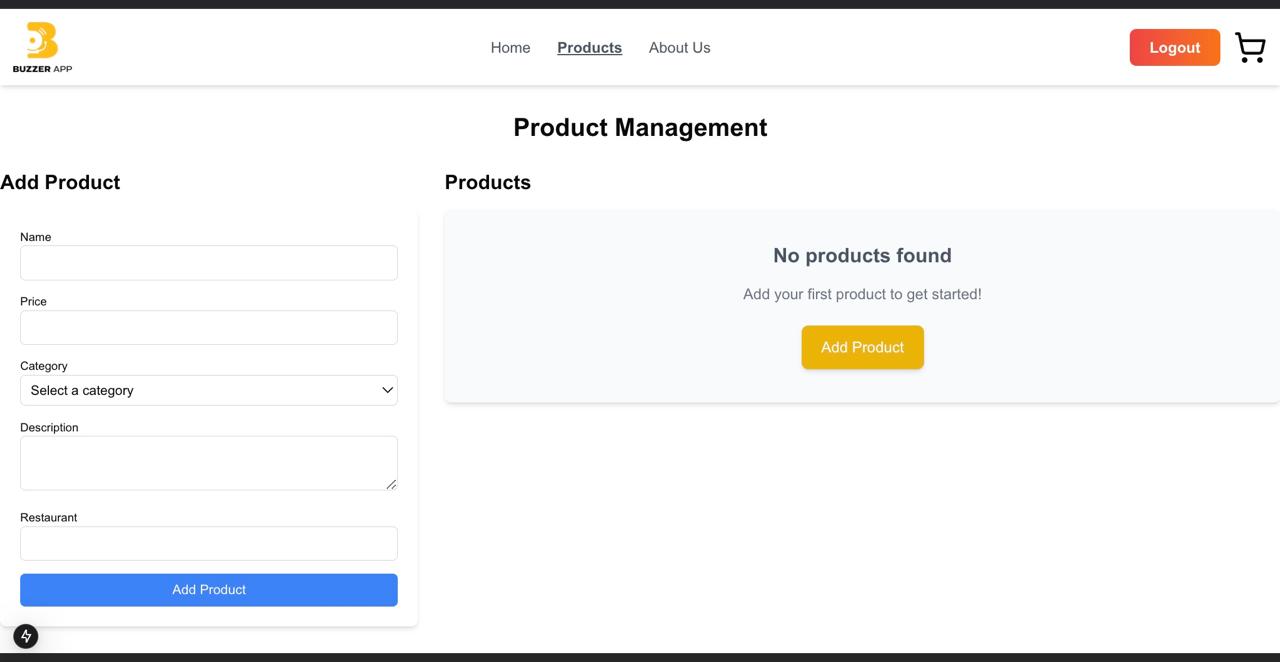 BUZZER APP
Home Products About Us
Logout
Product Management
Add Product
Name
Price
Category
Select a category
Description
Restaurant
Add Product
Products
No products found
Add your first product to get started!
Add Product